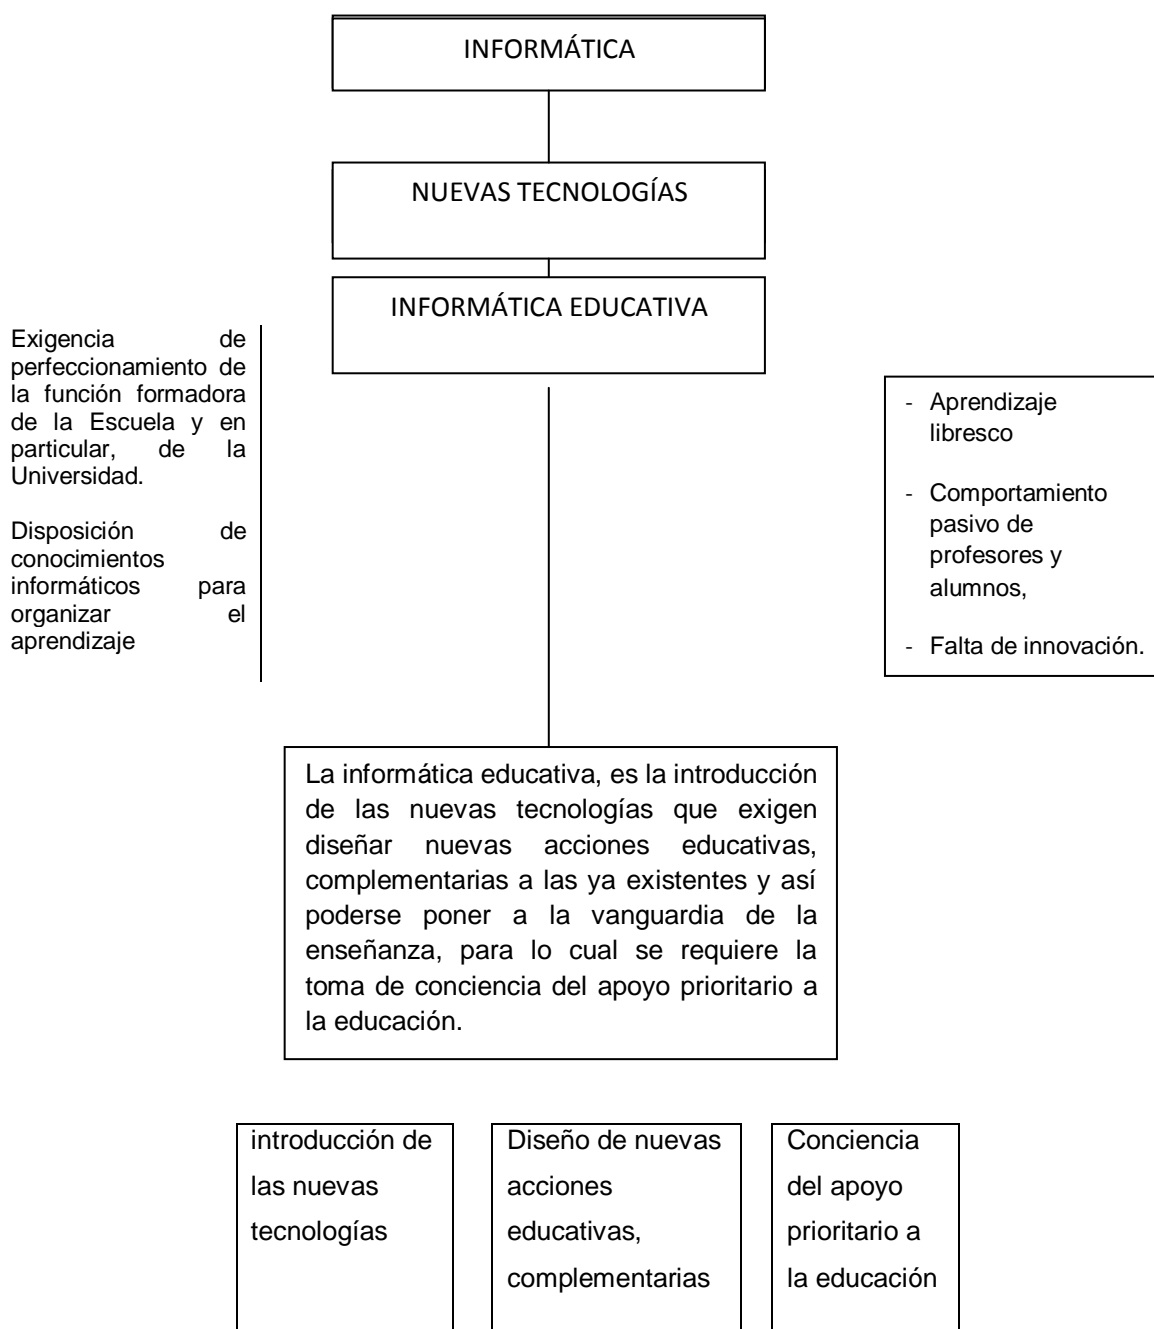 INFORMÁTICA
NUEVAS TECNOLOGÍAS
INFORMÁTICA EDUCATIVA
Exigencia de
perfeccionamiento de
la función formadora
de la Escuela y en
particular, de la
Universidad.
Disposición de
conocimientos
informáticos para
organizar el
aprendizaje
- Aprendizaje
libresco
- Comportamiento
pasivo de
profesores y
alumnos,
- Falta de innovación.
La informática educativa, es la introducción
de las nuevas tecnologías que exigen
diseñar nuevas acciones educativas,
complementarias a las ya existentes y así
poderse poner a la vanguardia de la
enseñanza, para lo cual se requiere la
toma de conciencia del apoyo prioritario a
la educación.
introducción de
las nuevas
tecnologías
Diseño de nuevas
acciones
educativas,
complementarias
Conciencia
del apoyo
prioritario a
la educación